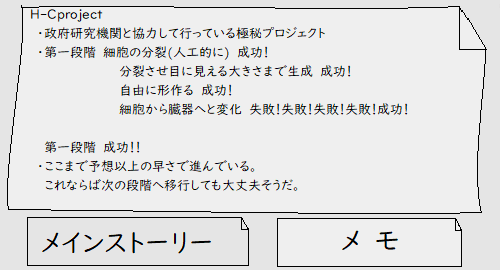 H-Cproject
・政府研究機関と協力して行っている極秘プロジェクト
・第一段階 細胞の分裂(人工的に) 成功!
分裂させ目に見える大きさまで生成 成功!
自由に形作る 成功!
細胞から臓器へと変化 失敗!失敗!失敗!失敗!成功!
第一段階 成功!!
・ここまで予想以上の早さで進んでいる。
これならば次の段階へ移行しても大丈夫そうだ。
メインストーリー
メモ